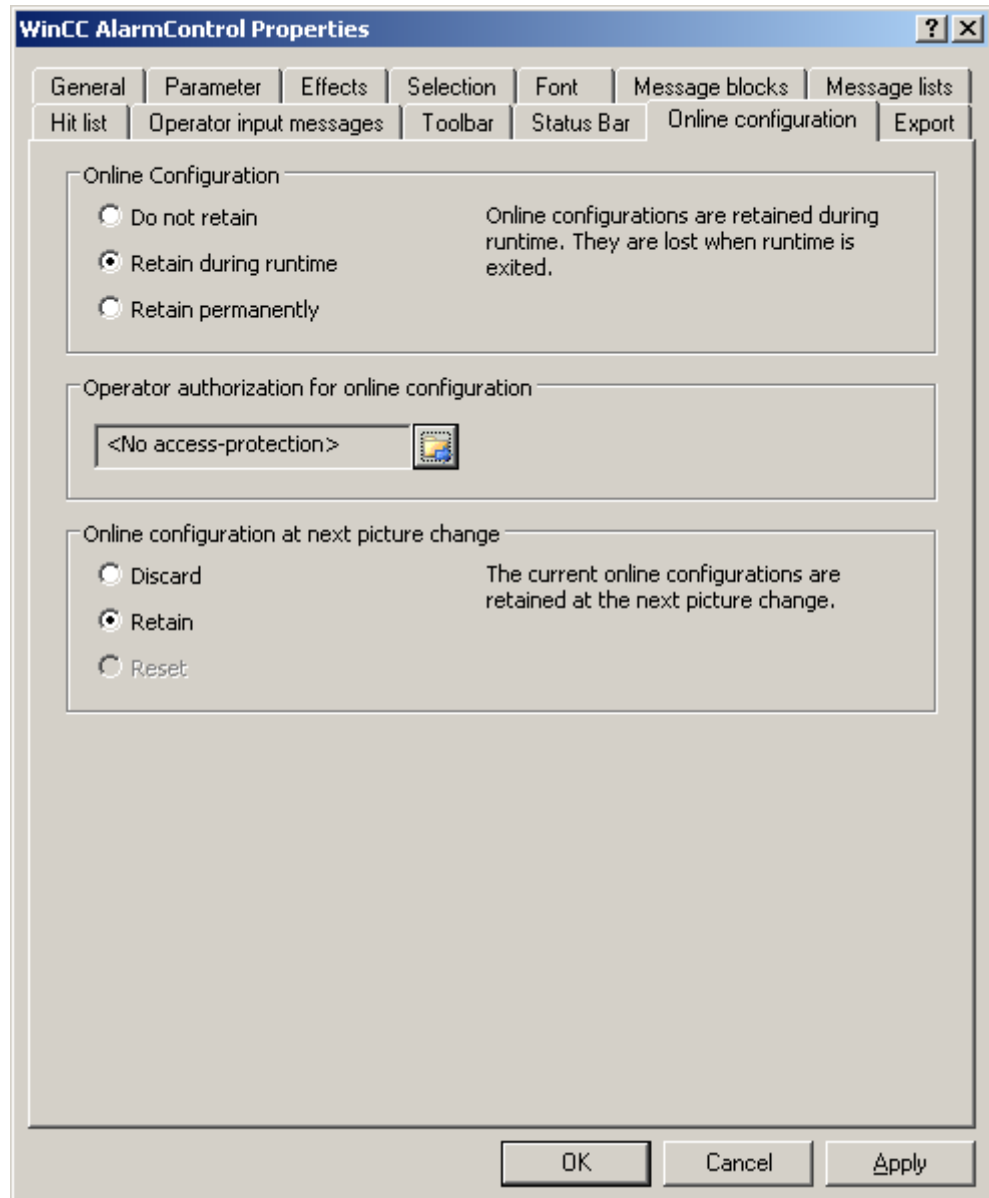 WinCC AlarmControl Properties
General Parameter Effects Selection Font Message blocks Message lists
Hit list Operator input messages Toolbar Status Bar Online configuration Export
Online Configuration
Do not retain
Retain during runtime
Retain permanently
Online configurations are retained during
runtime. They are lost when runtime is
exited.
Operator authorization for online configuration
<No access-protection>
Online configuration at next picture change
Discard
Retain
Reset
The current online configurations are
retained at the next picture change.
OK Cancel Apply